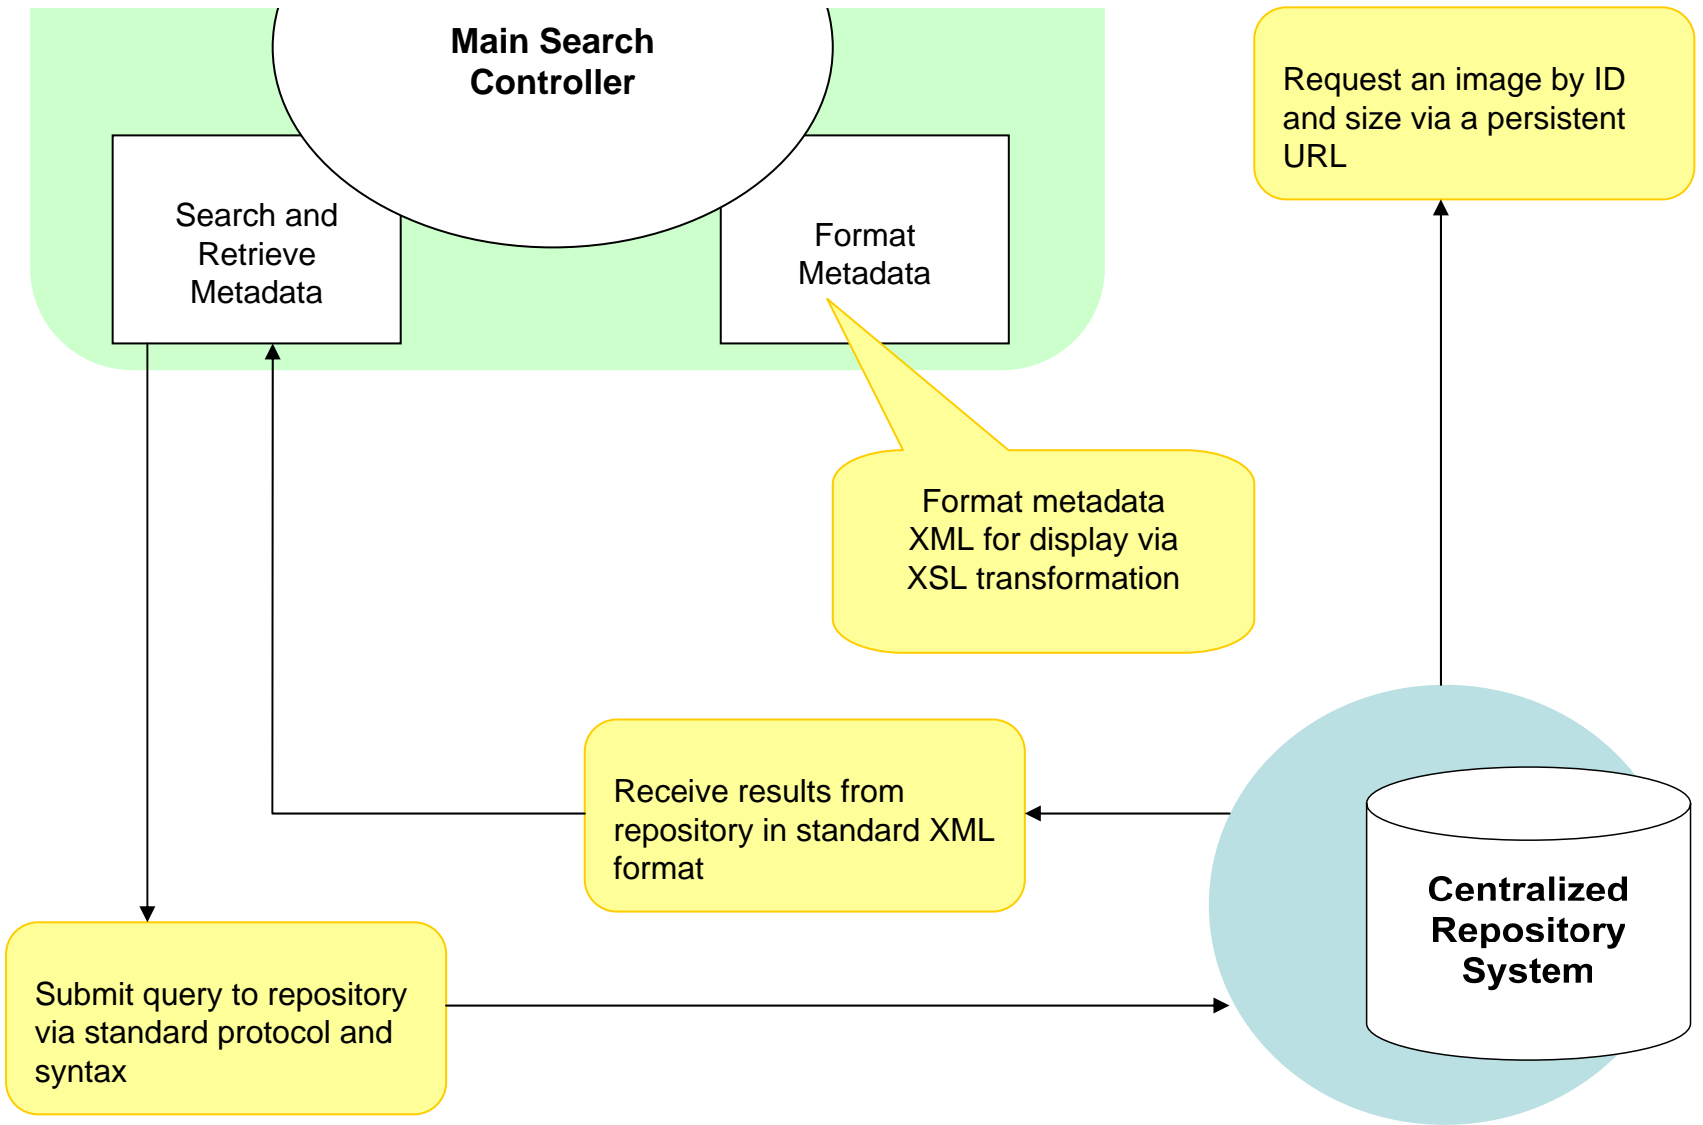 Main Search
Controller
Request an image by ID
and size via a persistent
URL
Search and
Retrieve
Metadata
Format
Metadata
Format metadata
XML for display via
XSL transformation
Receive results from
repository in standard XML
format
Centralized
Repository
System
Submit query to repository
via standard protocol and
syntax